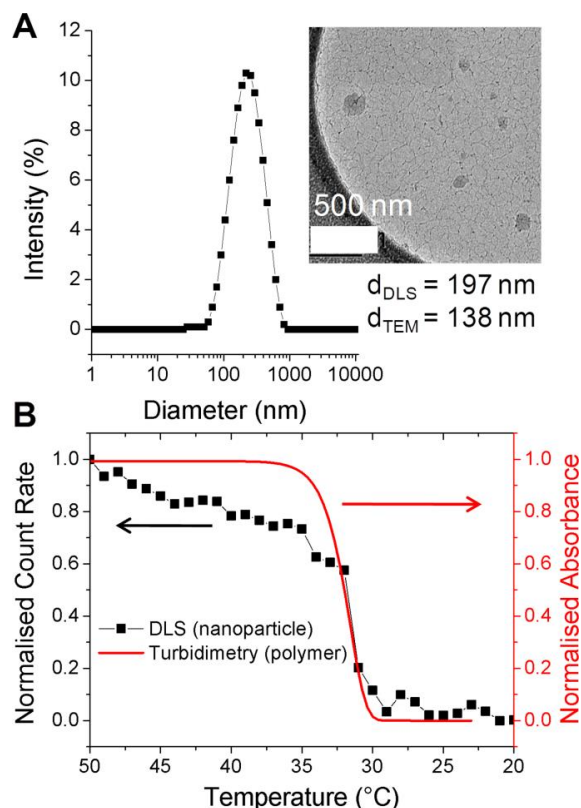 A
12
10
8
6
4
2
0
Intensity (%)
1 10 100 1000 10000
Diameter (nm)
500 nm
dDLS = 197 nm
dTEM = 138 nm
B
1.0
0.8
0.6
0.4
0.2
0.0
Normalised Count Rate
DLS (nanoparticle)
Turbidimetry (polymer)
1.0
0.8
0.6
0.4
0.2
0.0
Normalised Absorbance
50 45 40 35 30 25 20
Temperature (°C)